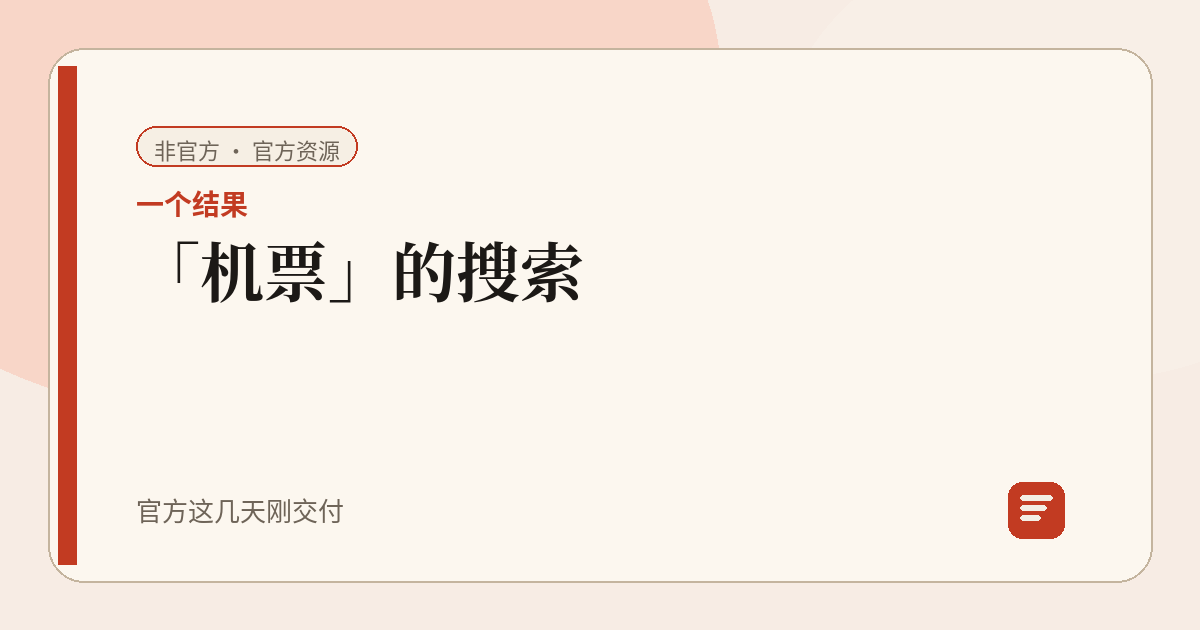 非官方 · 官方资源
一个结果
「机票」的搜索
官方这几天刚交付